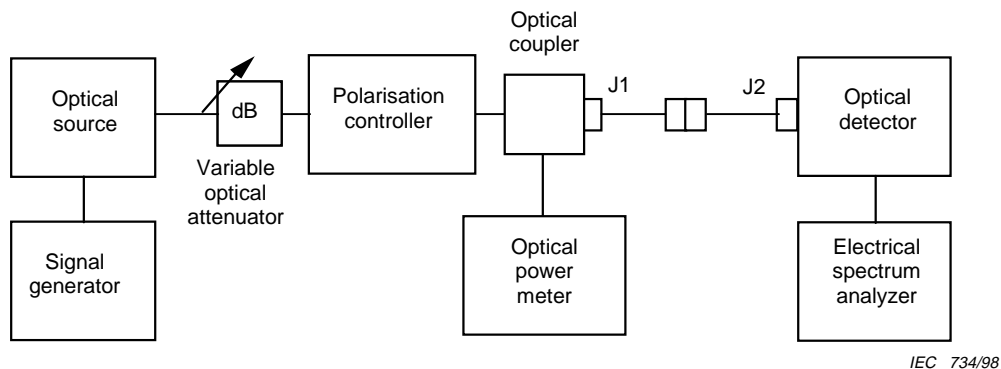 Optical
coupler
J1
J2
Optical
source
dB
Polarisation
controller
Optical
detector
Variable
optical
attenuator
Signal
generator
Optical
power
meter
Electrical
spectrum
analyzer
IEC 734/98